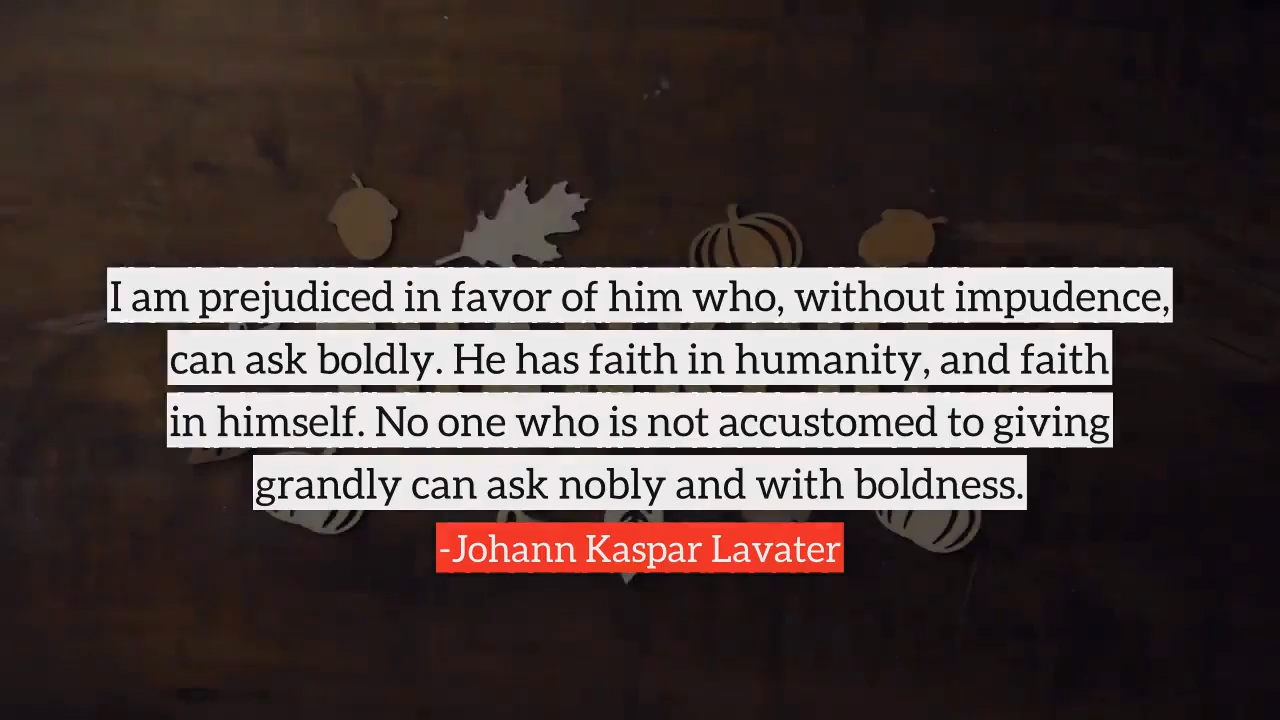 I am prejudiced in favor of him who, without impudence,
can ask boldly. He has faith in humanity, and faith
in himself. No one who is not accustomed to giving
grandly can ask nobly and with boldness.
-Johann Kaspar Lavater